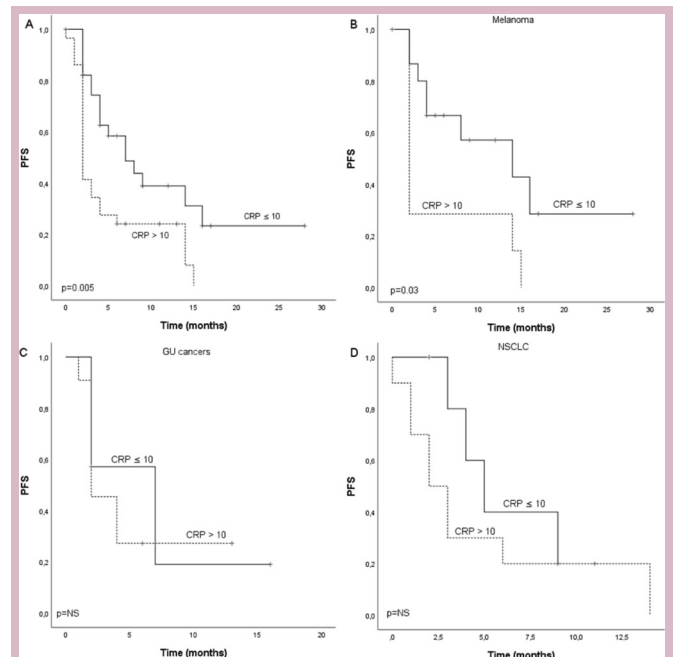 A
1,0
0,8
0,6
0,4
0,2
0,0
PFS
CRP ≤ 10
CRP > 10
p=0.005
0 5 10 15 20 25 30
Time (months)
B
Melanoma
1,0
0,8
0,6
0,4
0,2
0,0
PFS
CRP > 10
CRP ≤ 10
p=0.03
0 5 10 15 20 25 30
Time (months)
C
GU cancers
1,0
0,8
0,6
0,4
0,2
0,0
PFS
CRP ≤ 10
CRP > 10
p=NS
0 5 10 15 20
Time (months)
D
NSCLC
1,0
0,8
0,6
0,4
0,2
0,0
PFS
CRP ≤ 10
CRP > 10
p=NS
,0 2,5 5,0 7,5 10,0 12,5
Time (months)